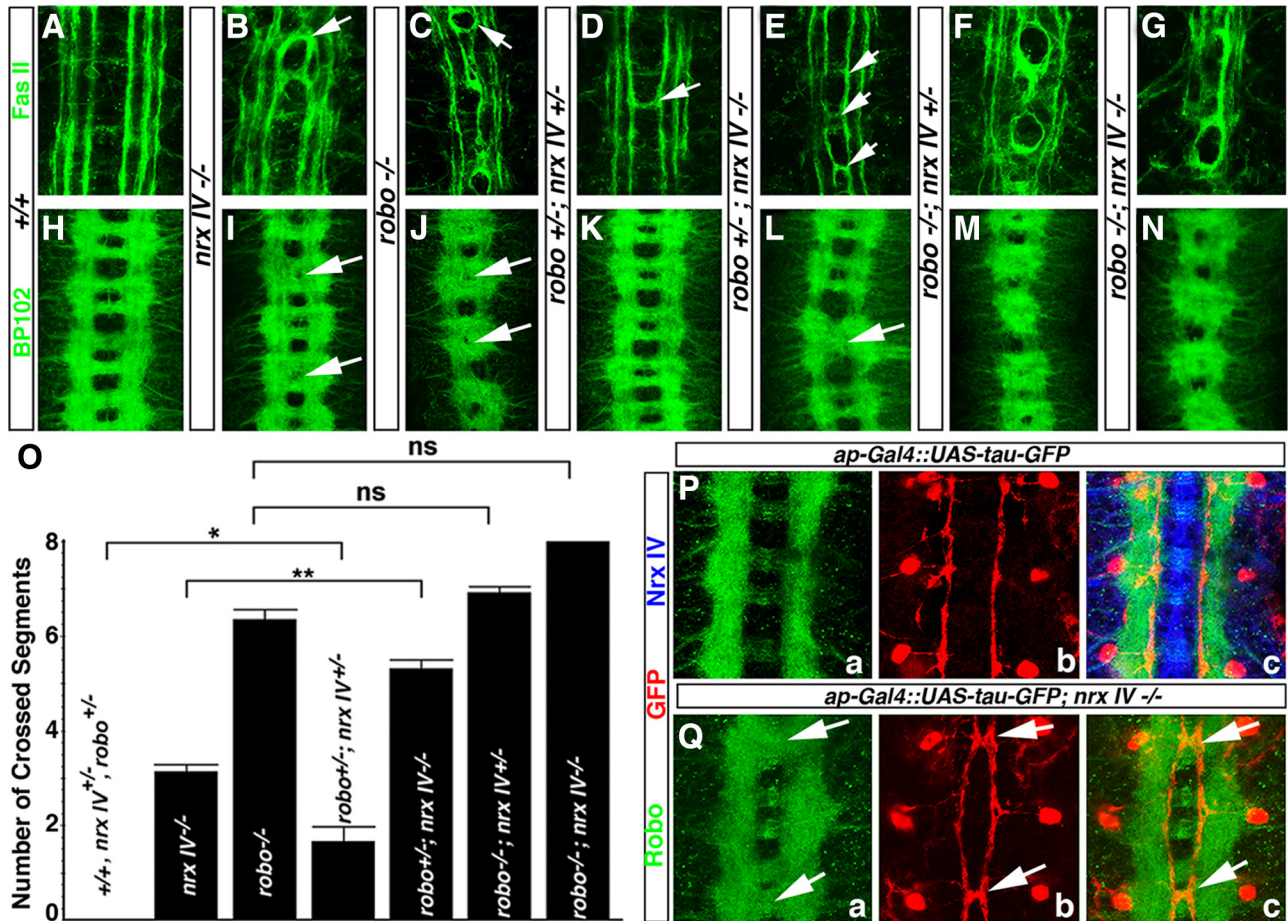 A
B
C
D
E
F
G
Fas II
BP102
+/+
nrx IV -/-
robo -/-
robo +/-; nrx IV +/-
robo +/- ; nrx IV -/-
robo -/-; nrx IV +/-
robo -/-; nrx IV -/-
H
I
J
K
L
M
N
O
ns
ns
*
**
Number of Crossed Segments
8
6
4
2
0
+/+, nrx IV+/-, robo+/-
nrx IV-/-
robo-/-
robo+/-; nrx IV+/-
robo+/-; nrx IV-/-
robo-/-; nrx IV+/-
robo-/-; nrx IV-/-
ap-Gal4::UAS-tau-GFP
P
a
b
c
Nrx IV
GFP
Robo
ap-Gal4::UAS-tau-GFP; nrx IV -/-
Q
a
b
c